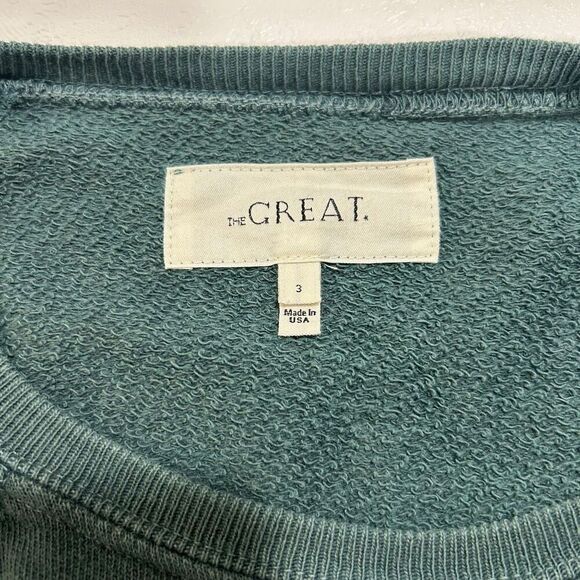 THE GREAT.
3
Made In
USA